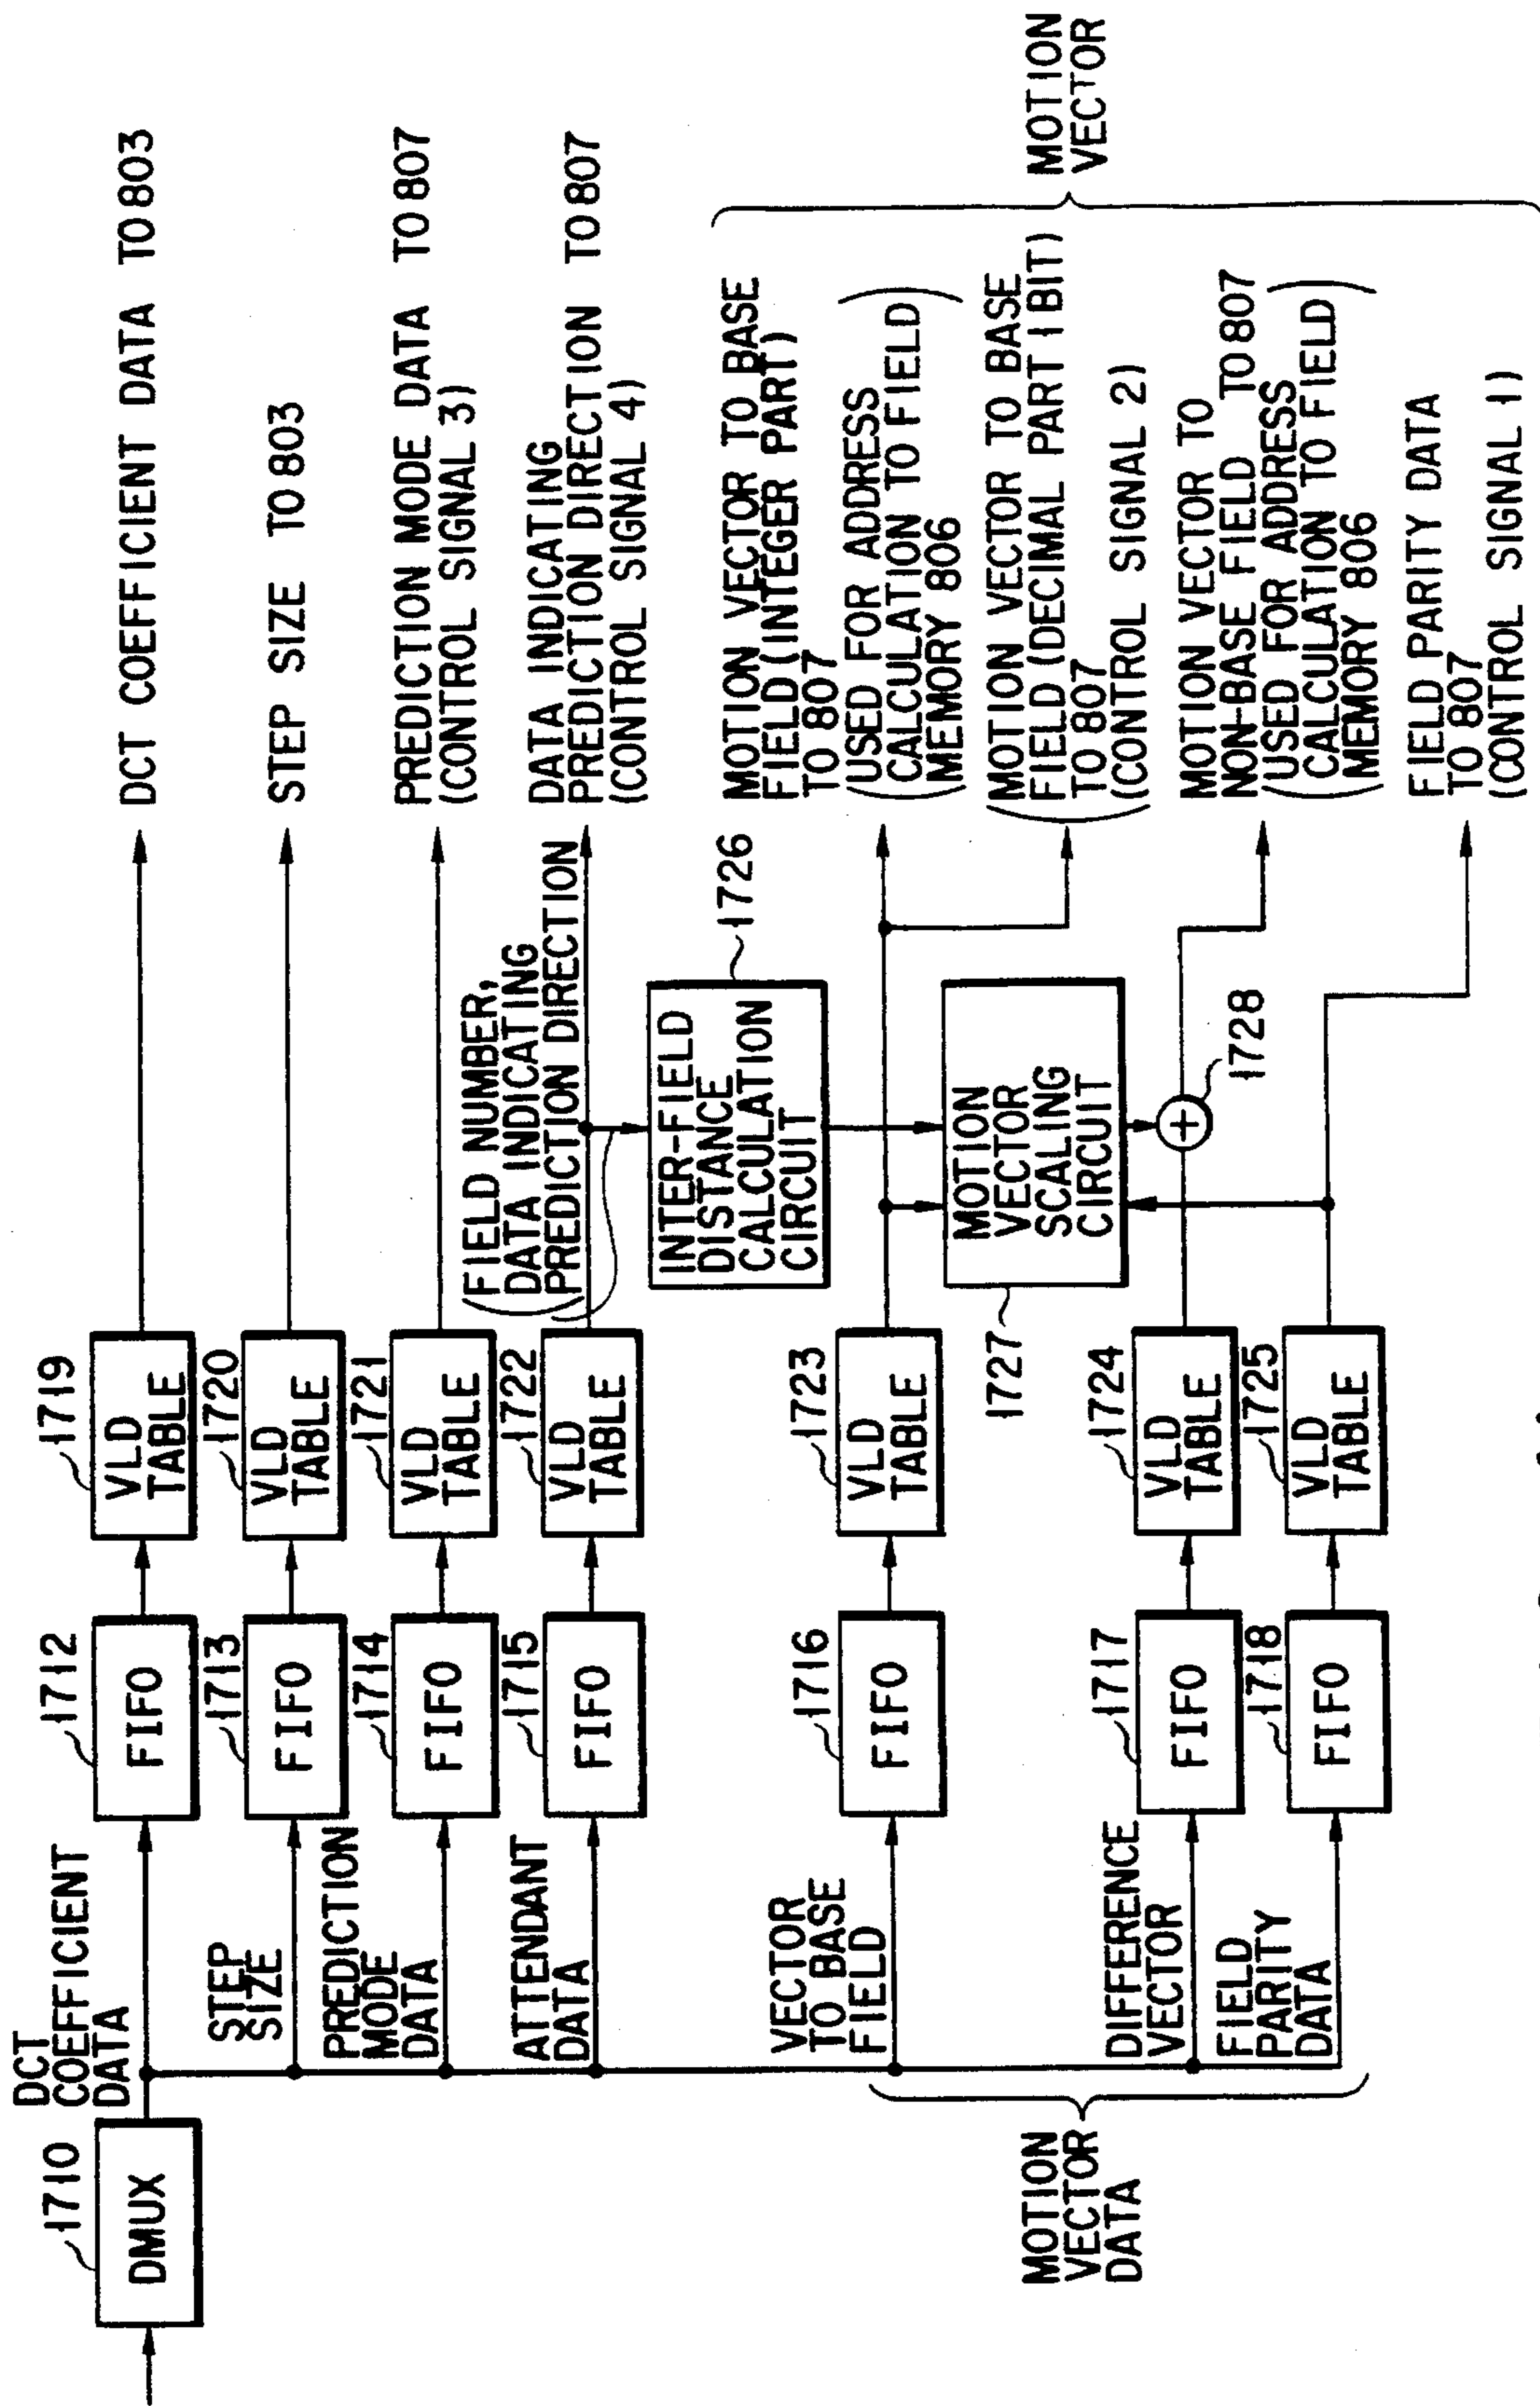 1710
DMUX
DCT
COEFFICIENT
DATA
1712
FIFO
1719
VLD
TABLE
DCT COEFFICIENT DATA TO 803
STEP
SIZE
1713
FIFO
1720
VLD
TABLE
STEP SIZE TO 803
PREDICTION
MODE
DATA
1714
FIFO
1721
VLD
TABLE
PREDICTION MODE DATA TO 807
(CONTROL SIGNAL 3)
ATTENDANT
DATA
1715
FIFO
1722
VLD
TABLE
(FIELD NUMBER,
DATA INDICATING
PREDICTION DIRECTION)
DATA INDICATING
PREDICTION DIRECTION TO 807
(CONTROL SIGNAL 4)
INTER-FIELD
DISTANCE
CALCULATION
CIRCUIT
1726
MOTION
VECTOR
DATA
VECTOR
TO BASE
FIELD
1716
FIFO
1723
VLD
TABLE
MOTION VECTOR TO BASE
FIELD (INTEGER PART)
TO 807
(USED FOR ADDRESS
CALCULATION TO FIELD
MEMORY 806)
1727
MOTION
VECTOR
SCALING
CIRCUIT
(MOTION VECTOR TO BASE
FIELD (DECIMAL PART 1 BIT)
TO 807
(CONTROL SIGNAL 2)
DIFFERENCE
VECTOR
1717
FIFO
1724
VLD
TABLE
+
1728
MOTION VECTOR TO
NON-BASE FIELD TO 807
(USED FOR ADDRESS
CALCULATION TO FIELD
MEMORY 806)
FIELD
PARITY
DATA
1718
FIFO
1725
VLD
TABLE
FIELD PARITY DATA
TO 807
(CONTROL SIGNAL 1)
MOTION
VECTOR